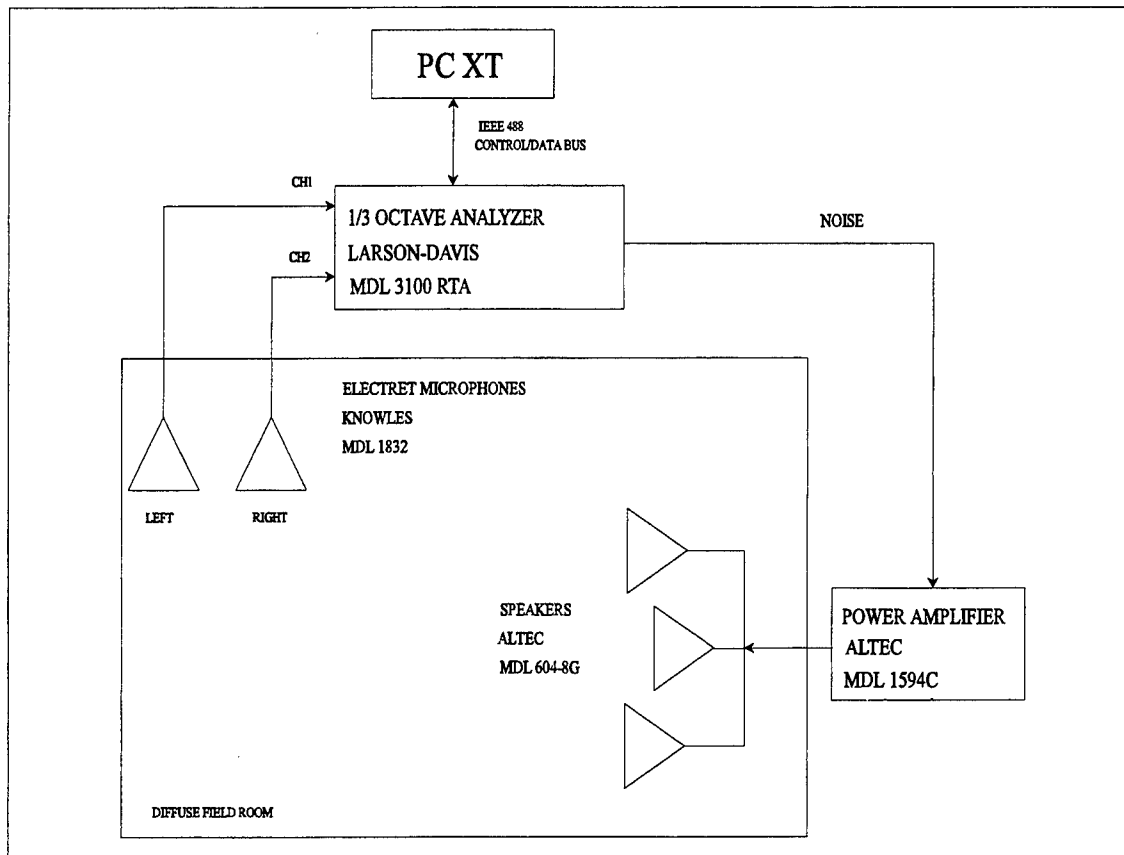 PC XT
IEEE 488
CONTROL/DATA BUS
CH1
1/3 OCTAVE ANALYZER
LARSON-DAVIS
MDL 3100 RTA
CH2
NOISE
ELECTRET MICROPHONES
KNOWLES
MDL 1832
LEFT
RIGHT
SPEAKERS
ALTEC
MDL 604-8G
POWER AMPLIFIER
ALTEC
MDL 1594C
DIFFUSE FIELD ROOM